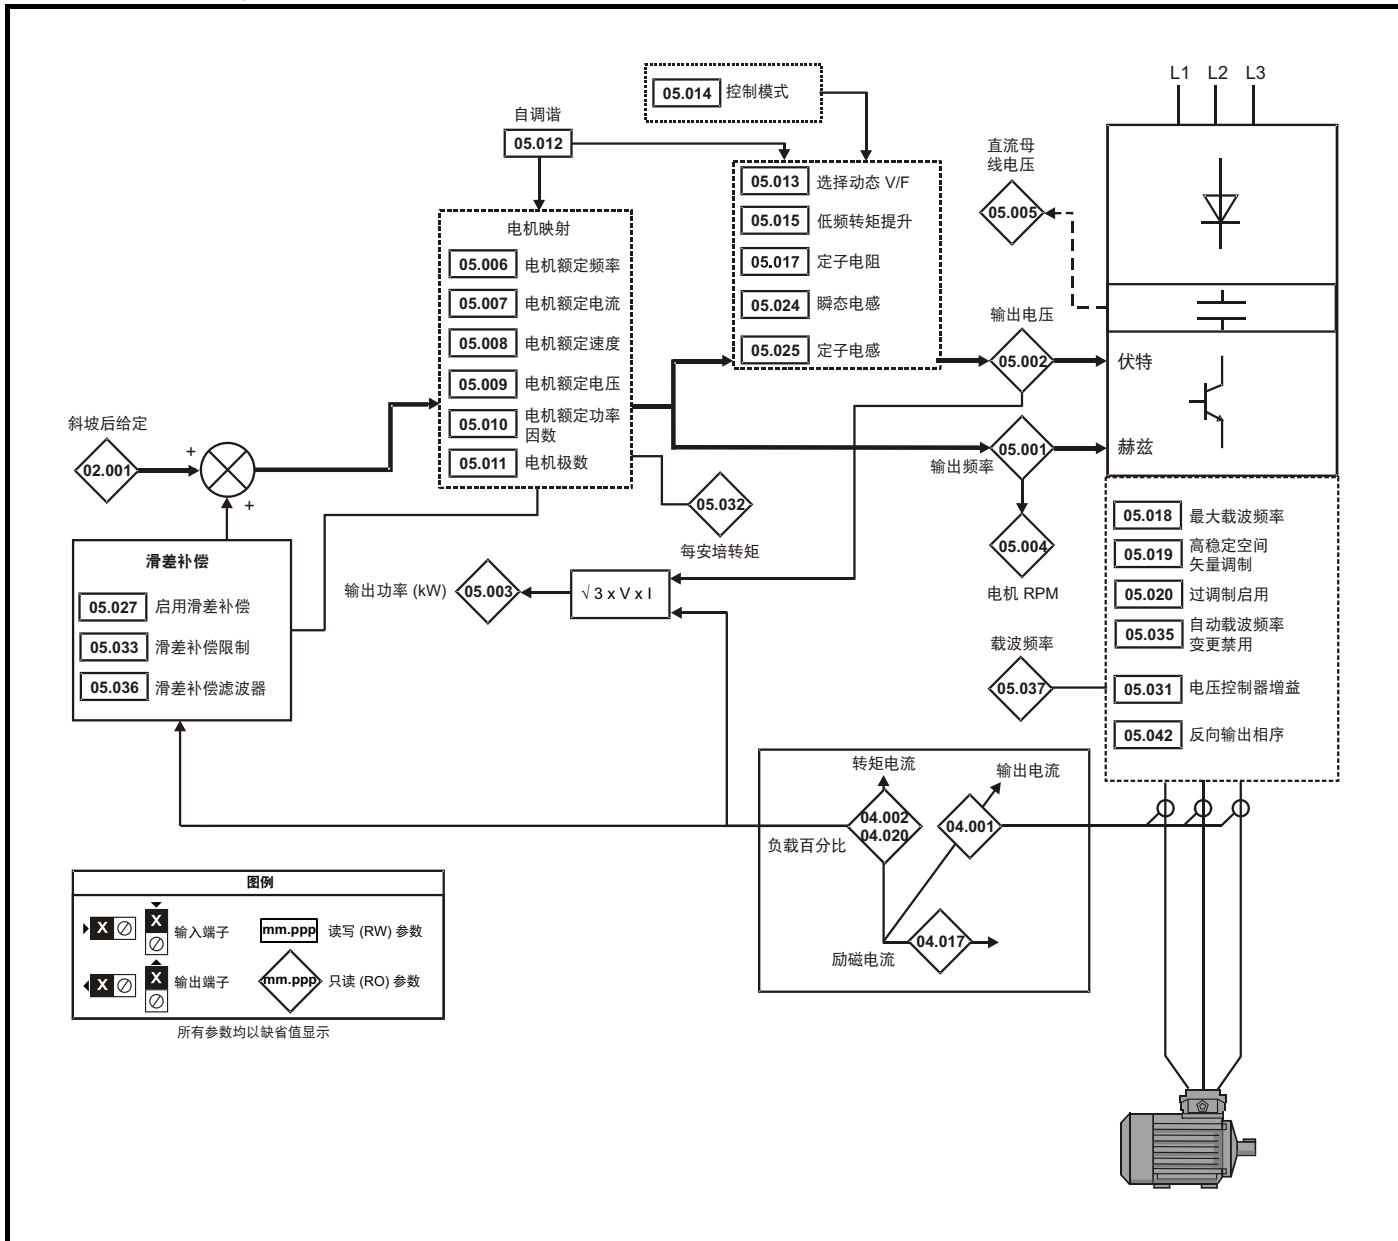 05.014 控制模式
自调谐
05.012
L1 L2 L3
直流母
线电压
05.005
05.013 选择动态 V/F
05.015 低频转矩提升
05.017 定子电阻
05.024 瞬态电感
05.025 定子电感
电机映射
05.006 电机额定频率
05.007 电机额定电流
05.008 电机额定速度
05.009 电机额定电压
05.010 电机额定功率
因数
05.011 电机极数
输出电压
05.002
伏特
斜坡后给定
02.001
+
+
05.001
输出频率
赫兹
05.032
每安培转矩
05.004
电机 RPM
滑差补偿
05.027 启用滑差补偿
05.033 滑差补偿限制
05.036 滑差补偿滤波器
输出功率 (kW)
05.003
√ 3 x V x I
载波频率
05.037
05.018 最大载波频率
05.019 高稳定空间
矢量调制
05.020 过调制启用
05.035 自动载波频率
变更禁用
05.031 电压控制器增益
05.042 反向输出相序
转矩电流
输出电流
04.002
04.020
04.001
负载百分比
04.017
励磁电流
图例
X X 输入端子 mm.ppp 读写 (RW) 参数
X X 输出端子 mm.ppp 只读 (RO) 参数
所有参数均以缺省值显示